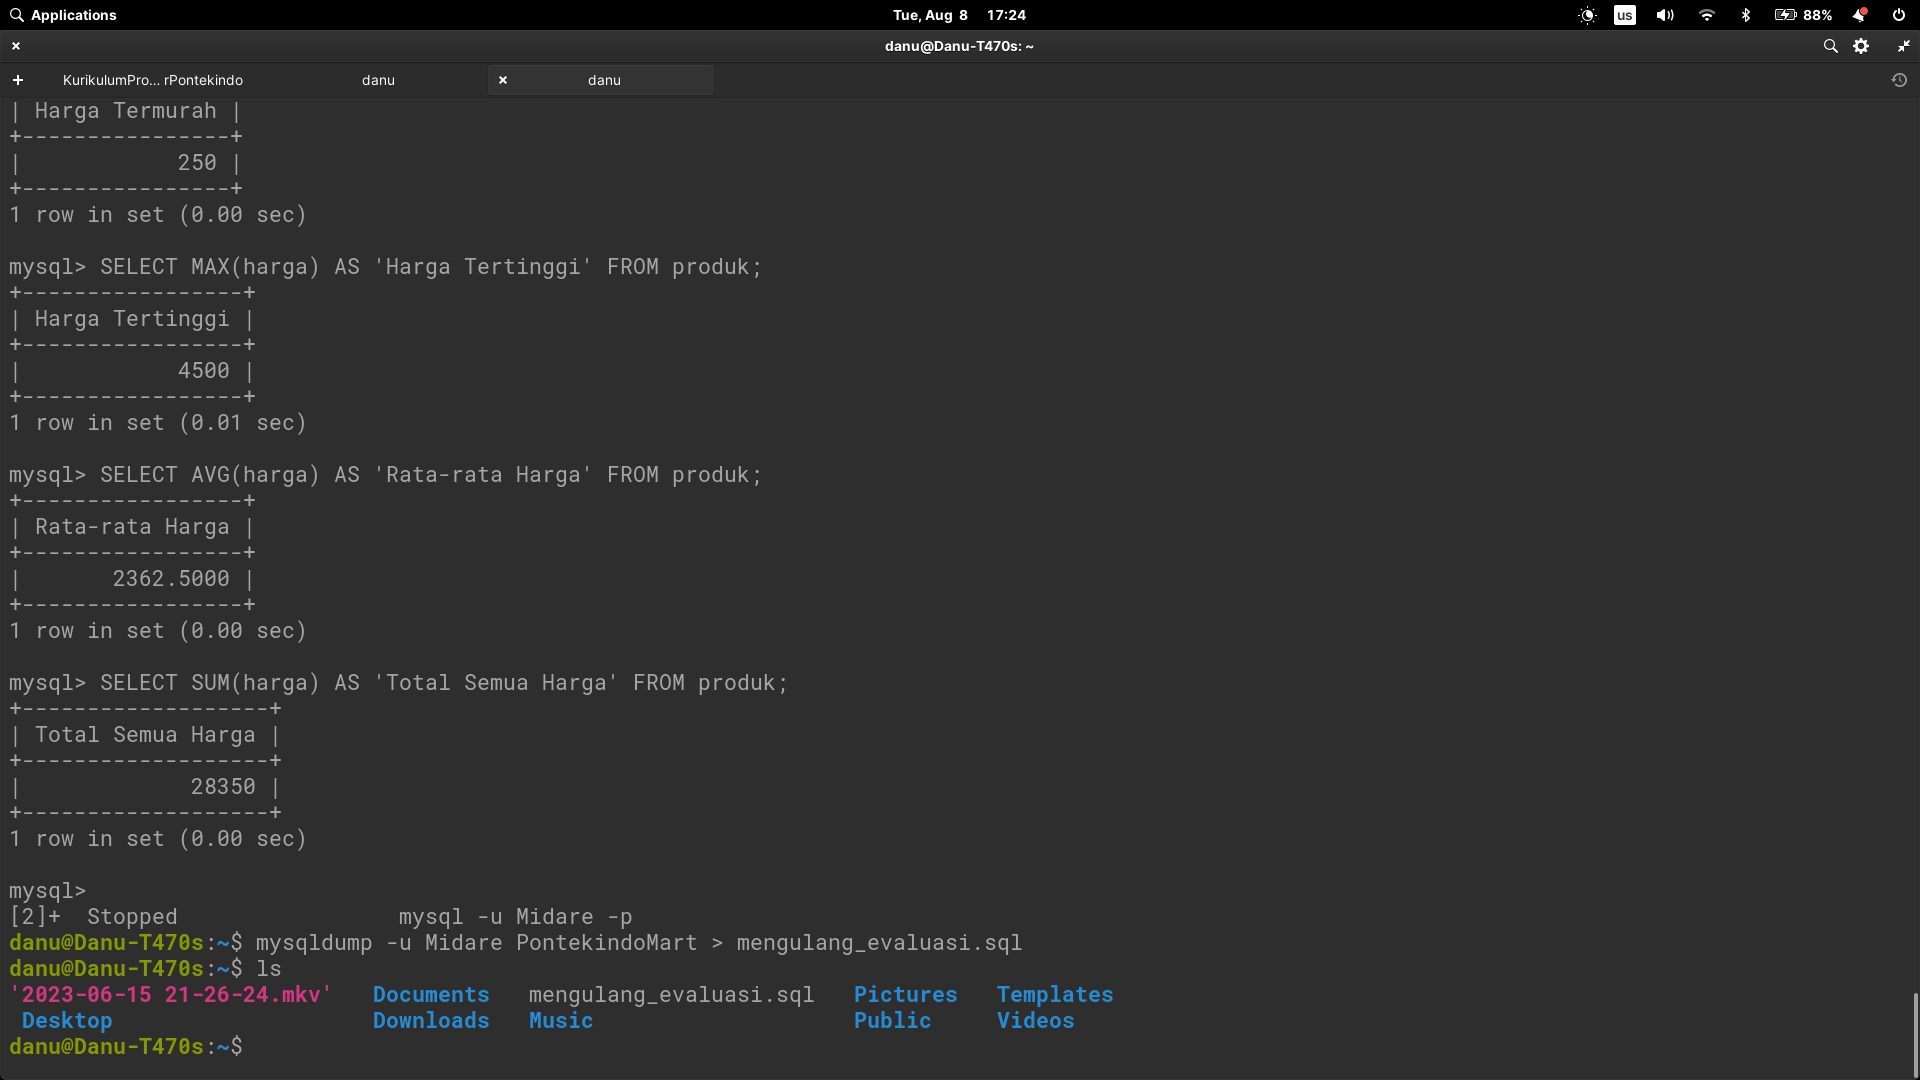 Applications
Tue, Aug 8 17:24
us
88%
danu@Danu-T470s: ~
KurikulumPro... rPontekindo
danu
danu
| Harga Termurah |
+----------------+
|            250 |
+----------------+
1 row in set (0.00 sec)
mysql> SELECT MAX(harga) AS 'Harga Tertinggi' FROM produk;
+-----------------+
| Harga Tertinggi |
+-----------------+
|            4500 |
+-----------------+
1 row in set (0.01 sec)
mysql> SELECT AVG(harga) AS 'Rata-rata Harga' FROM produk;
+-----------------+
| Rata-rata Harga |
+-----------------+
|       2362.5000 |
+-----------------+
1 row in set (0.00 sec)
mysql> SELECT SUM(harga) AS 'Total Semua Harga' FROM produk;
+-------------------+
| Total Semua Harga |
+-------------------+
|             28350 |
+-------------------+
1 row in set (0.00 sec)
mysql>
[2]+  Stopped                 mysql -u Midare -p
danu@Danu-T470s:~$ mysqldump -u Midare PontekindoMart > mengulang_evaluasi.sql
danu@Danu-T470s:~$ ls
'2023-06-15 21-26-24.mkv'   Documents   mengulang_evaluasi.sql   Pictures   Templates
 Desktop                    Downloads   Music                    Public     Videos
danu@Danu-T470s:~$